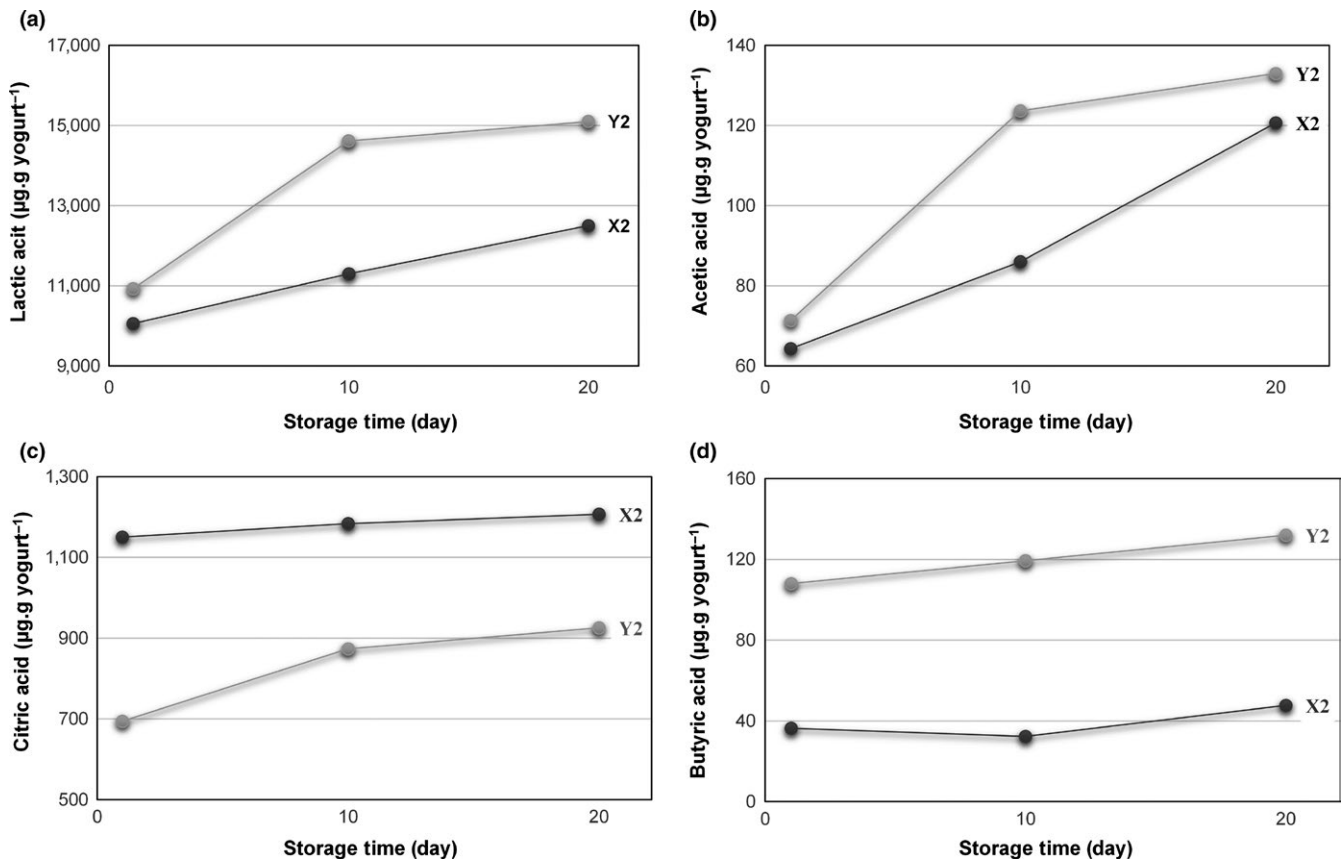 (a)
17,000
15,000
13,000
11,000
9,000
Lactic acit (µg.g yogurt⁻¹)
Y2
X2
0 10 20
Storage time (day)
(b)
140
120
100
80
60
Acetic acid (µg.g yogurt⁻¹)
Y2
X2
0 10 20
Storage time (day)
(c)
1,300
1,100
900
700
500
Citric acid (µg.g yogurt⁻¹)
X2
Y2
0 10 20
Storage time (day)
(d)
160
120
80
40
0
Butyric acid (µg.g yogurt⁻¹)
Y2
X2
0 10 20
Storage time (day)